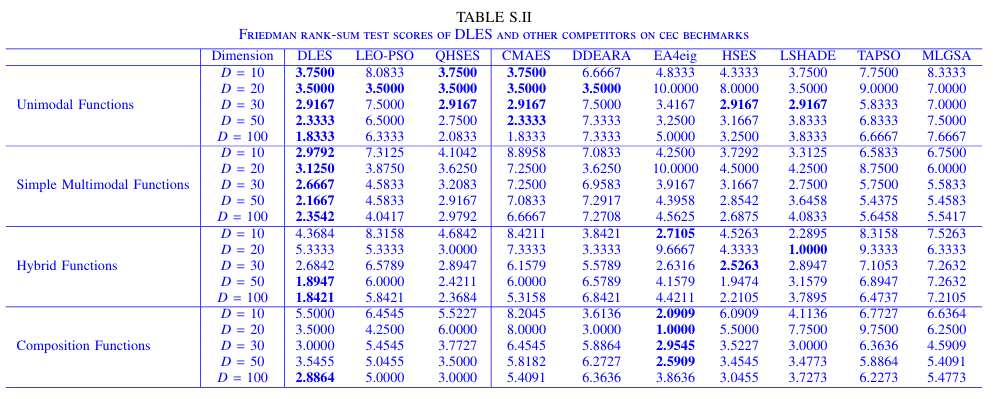 TABLE S.II
FRIEDMAN RANK-SUM TEST SCORES OF DLES AND OTHER COMPETITORS ON CEC BECHMARKS
Dimension DLES LEO-PSO QHSES CMAES DDEARA EA4eig HSES LSHADE TAPSO MLGSA
D = 10 3.7500 8.0833 3.7500 3.7500 6.6667 4.8333 4.3333 3.7500 7.7500 8.3333
D = 20 3.5000 3.5000 3.5000 3.5000 3.5000 10.0000 8.0000 3.5000 9.0000 7.0000
Unimodal Functions D = 30 2.9167 7.5000 2.9167 2.9167 7.5000 3.4167 2.9167 2.9167 5.8333 7.0000
D = 50 2.3333 6.5000 2.7500 2.3333 7.3333 3.2500 3.1667 3.8333 6.8333 7.5000
D = 100 1.8333 6.3333 2.0833 1.8333 7.3333 5.0000 3.2500 3.8333 6.6667 7.6667
D = 10 2.9792 7.3125 4.1042 8.8958 7.0833 4.2500 3.7292 3.3125 6.5833 6.7500
D = 20 3.1250 3.8750 3.6250 7.2500 3.6250 10.0000 4.5000 4.2500 8.7500 6.0000
Simple Multimodal Functions D = 30 2.6667 4.5833 3.2083 7.2500 6.9583 3.9167 3.1667 2.7500 5.7500 5.5833
D = 50 2.1667 4.5833 2.9167 7.0833 7.2917 4.3958 2.8542 3.6458 5.4375 5.4583
D = 100 2.3542 4.0417 2.9792 6.6667 7.2708 4.5625 2.6875 4.0833 5.6458 5.5417
D = 10 4.3684 8.3158 4.6842 8.4211 3.8421 2.7105 4.5263 2.2895 8.3158 7.5263
D = 20 5.3333 5.3333 3.0000 7.3333 3.3333 9.6667 4.3333 1.0000 9.3333 6.3333
Hybrid Functions D = 30 2.6842 6.5789 2.8947 6.1579 5.5789 2.6316 2.5263 2.8947 7.1053 7.2632
D = 50 1.8947 6.0000 2.4211 6.0000 6.5789 4.1579 1.9474 3.1579 6.8947 7.2632
D = 100 1.8421 5.8421 2.3684 5.3158 6.8421 4.4211 2.2105 3.7895 6.4737 7.2105
D = 10 5.5000 6.4545 5.5227 8.2045 3.6136 2.0909 6.0909 4.1136 6.7727 6.6364
D = 20 3.5000 4.2500 6.0000 8.0000 3.0000 1.0000 5.5000 7.7500 9.7500 6.2500
Composition Functions D = 30 3.0000 5.4545 3.7727 6.4545 5.8864 2.9545 3.5227 3.0000 6.3636 4.5909
D = 50 3.5455 5.0455 3.5000 5.8182 6.2727 2.5909 3.4545 3.4773 5.8864 5.4091
D = 100 2.8864 5.0000 3.0000 5.4091 6.3636 3.8636 3.0455 3.7273 6.2273 5.4773